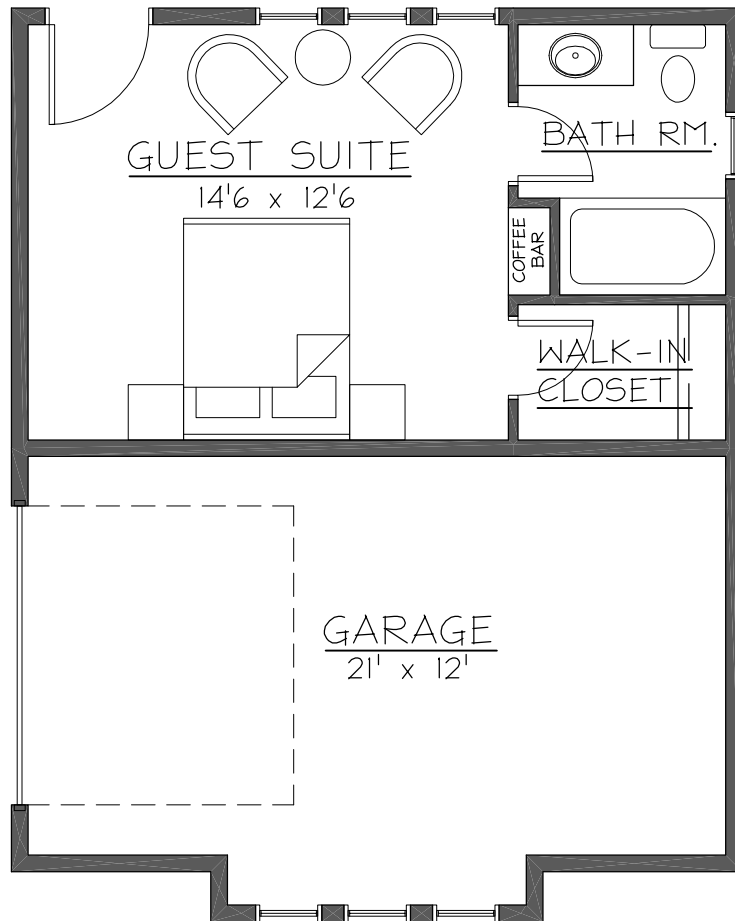 BATH RM.
GUEST SUITE
14'6 x 12'6
COFFEE
BAR
WALK-IN
CLOSET
GARAGE
21' x 12'